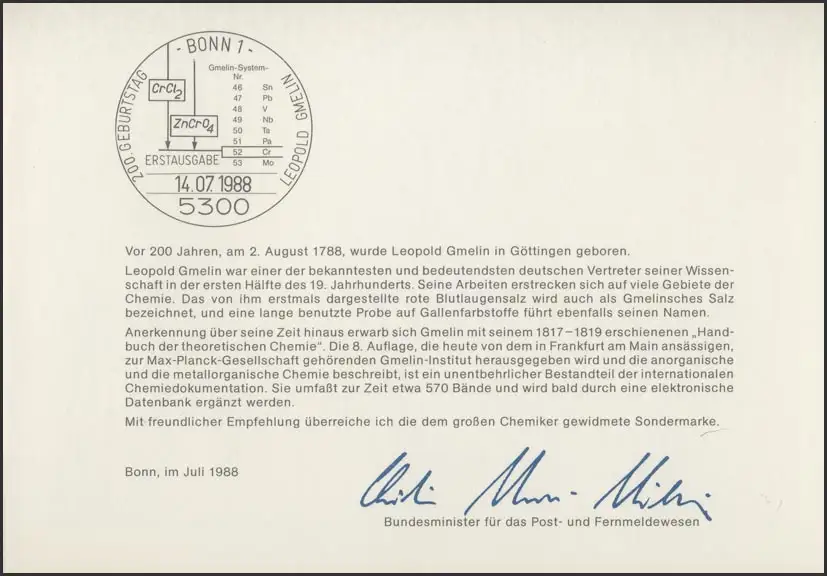 - BONN 1 -
200. GEBURTSTAG
LEOPOLD GMELIN
Gmelin-System-
Nr.
CrCl2
ZnCrO4
46 Sn
47 Pb
48 V
49 Nb
50 Ta
51 Pa
52 Cr
53 Mo
ERSTAUSGABE
14.07.1988
5300
Vor 200 Jahren, am 2. August 1788, wurde Leopold Gmelin in Göttingen geboren.
Leopold Gmelin war einer der bekanntesten und bedeutendsten deutschen Vertreter seiner Wissen-
schaft in der ersten Hälfte des 19. Jahrhunderts. Seine Arbeiten erstrecken sich auf viele Gebiete der
Chemie. Das von ihm erstmals dargestellte rote Blutlaugensalz wird auch als Gmelinsches Salz
bezeichnet, und eine lange benutzte Probe auf Gallenfarbstoffe führt ebenfalls seinen Namen.
Anerkennung über seine Zeit hinaus erwarb sich Gmelin mit seinem 1817–1819 erschienenen „Hand-
buch der theoretischen Chemie“. Die 8. Auflage, die heute von dem in Frankfurt am Main ansässigen,
zur Max-Planck-Gesellschaft gehörenden Gmelin-Institut herausgegeben wird und die anorganische
und die metallorganische Chemie beschreibt, ist ein unentbehrlicher Bestandteil der internationalen
Chemiedokumentation. Sie umfaßt zur Zeit etwa 570 Bände und wird bald durch eine elektronische
Datenbank ergänzt werden.
Mit freundlicher Empfehlung überreiche ich die dem großen Chemiker gewidmete Sondermarke.
Bonn, im Juli 1988
Bundesminister für das Post- und Fernmeldewesen